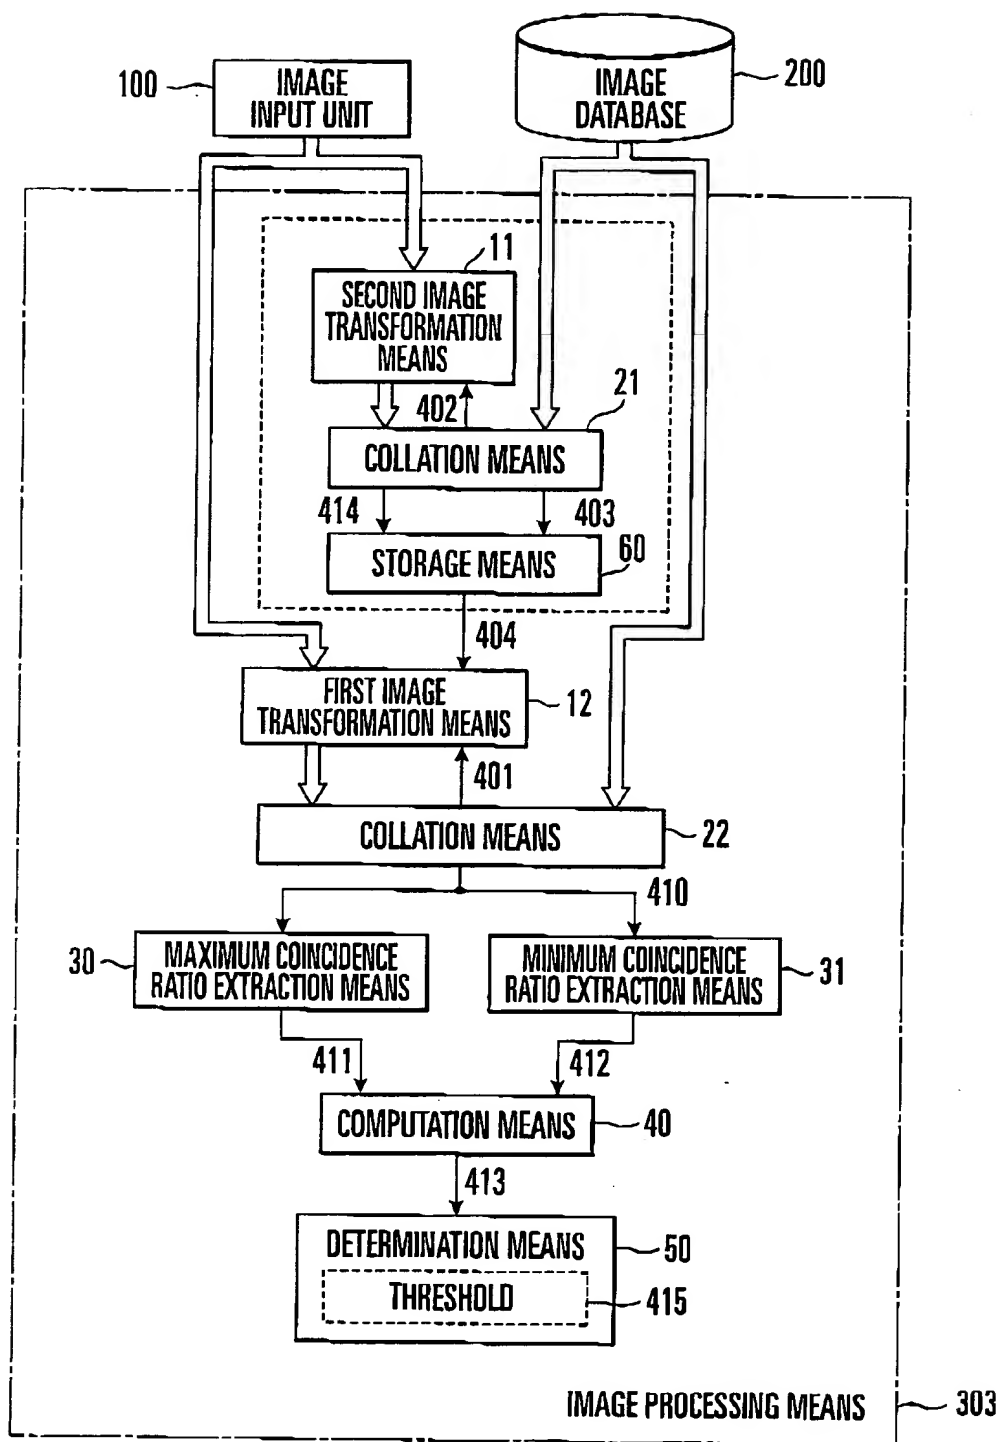 100
IMAGE
INPUT UNIT
IMAGE
DATABASE
200
11
SECOND IMAGE
TRANSFORMATION
MEANS
402
21
COLLATION MEANS
414
403
STORAGE MEANS
60
404
FIRST IMAGE
TRANSFORMATION MEANS
12
401
COLLATION MEANS
22
410
30
MAXIMUM COINCIDENCE
RATIO EXTRACTION MEANS
MINIMUM COINCIDENCE
RATIO EXTRACTION MEANS
31
411
412
COMPUTATION MEANS
40
413
DETERMINATION MEANS
50
THRESHOLD
415
IMAGE PROCESSING MEANS
303